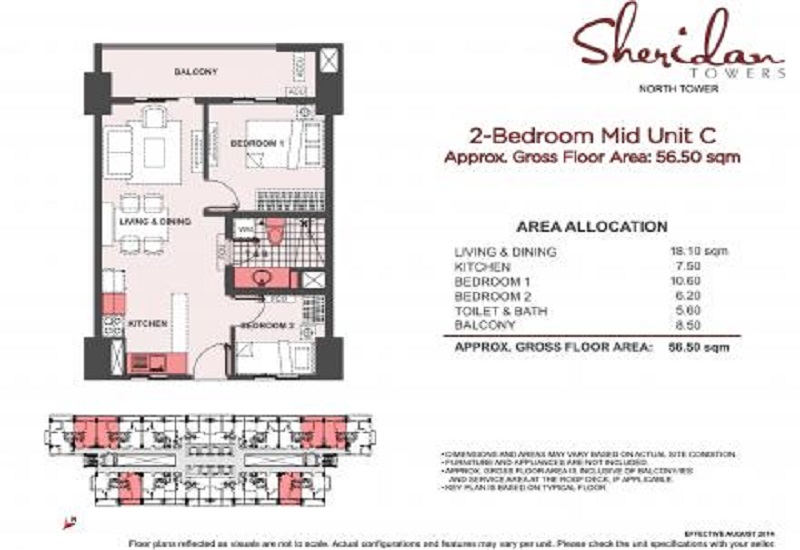 Sheridan
TOWERS
NORTH TOWER
2-Bedroom Mid Unit C
Approx. Gross Floor Area: 56.50 sqm
AREA ALLOCATION
LIVING & DINING 18.10 sqm
KITCHEN 7.50
BEDROOM 1 10.60
BEDROOM 2 6.20
TOILET & BATH 5.60
BALCONY 8.50
APPROX. GROSS FLOOR AREA: 56.50 sqm
BALCONY
ACCU
ACCU
BEDROOM 1
LIVING & DINING
T & B
KITCHEN
BEDROOM 2
• DIMENSIONS AND AREAS MAY VARY BASED ON ACTUAL SITE CONDITION.
• FURNITURE AND APPLIANCES ARE NOT INCLUDED.
• APPROX. GROSS FLOOR AREA IS INCLUSIVE OF BALCONY/IES
AND SERVICE AREA AT THE ROOF DECK, IF APPLICABLE.
• KEY PLAN IS BASED ON TYPICAL FLOOR
N
EFFECTIVE AUGUST 2014
Floor plans reflected as visuals are not to scale. Actual configurations and features may vary per unit. Please check the unit specifications with your seller.